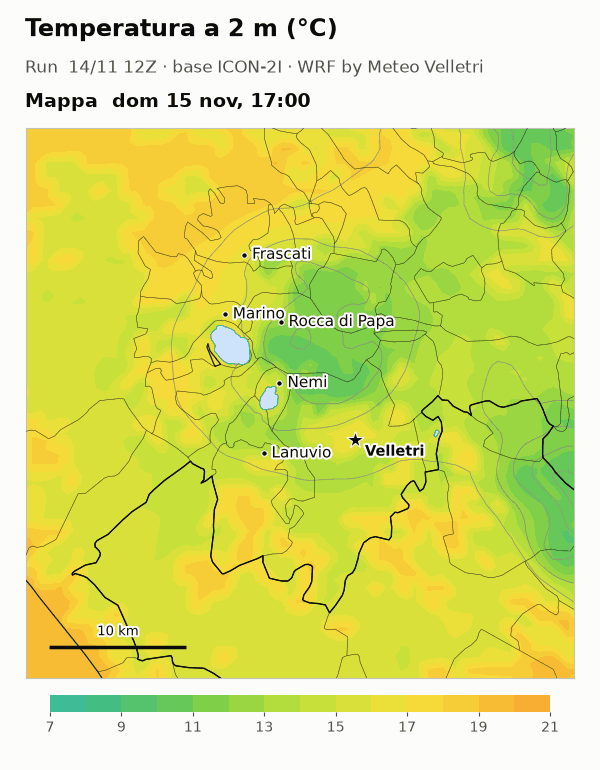 Temperatura a 2 m (°C)
Run  14/11 12Z · base ICON-2I · WRF by Meteo Velletri
Mappa  dom 15 nov, 17:00
Frascati
Marino
Rocca di Papa
Nemi
Velletri
Lanuvio
10 km
7 9 11 13 15 17 19 21